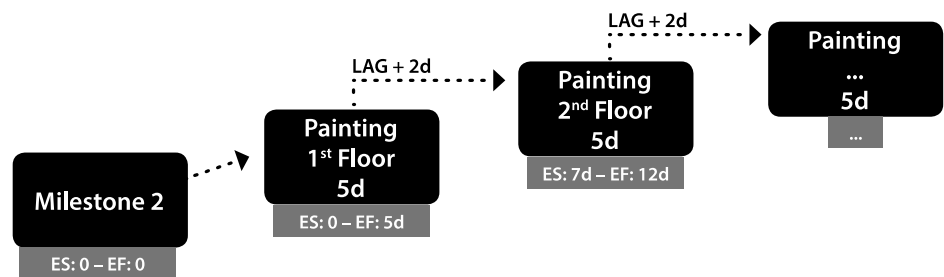 Milestone 2
ES: 0 – EF: 0
LAG + 2d
Painting
1st Floor
5d
ES: 0 – EF: 5d
LAG + 2d
Painting
2nd Floor
5d
ES: 7d – EF: 12d
Painting
...
5d
...